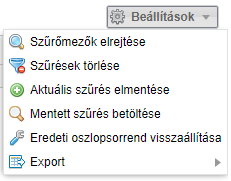 Beállítások
Szűrőmezők elrejtése
Szűrések törlése
Aktuális szűrés elmentése
Mentett szűrés betöltése
Eredeti oszlopsorrend visszaállítása
Export